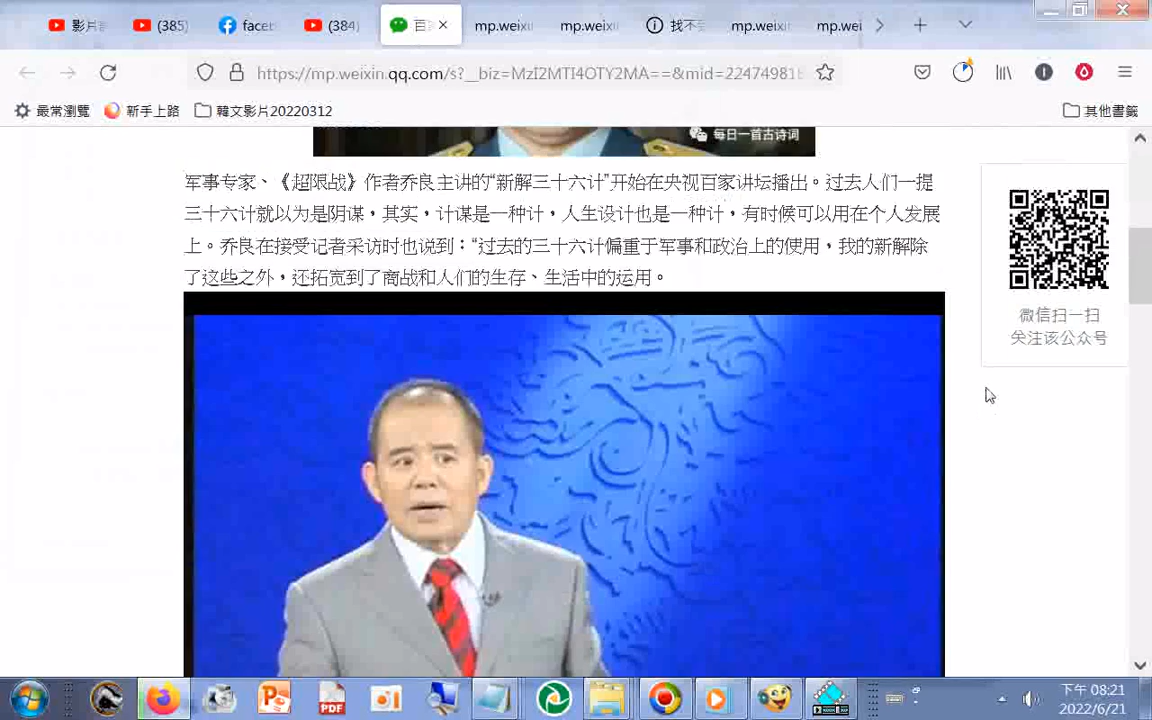 影片
(385)
faceb
(384)
百
mp.weixin
mp.weixi
找不
mp.weixi
mp.wei
https://mp.weixin.qq.com/s?__biz=MzI2MTI4OTY2MA==&mid=22474981
最常瀏覽
新手上路
韓文影片20220312
其他書籤
每日一首古诗词
军事专家、《超限战》作者乔良主讲的“新解三十六计”开始在央视百家讲坛播出。过去人们一提
三十六计就以为是阴谋，其实，计谋是一种计，人生设计也是一种计，有时候可以用在个人发展
上。乔良在接受记者采访时也说到：“过去的三十六计偏重于军事和政治上的使用，我的新解除
了这些之外，还拓宽到了商战和人们的生存、生活中的运用。
微信扫一扫
关注该公众号
PDF
下午 08:21
2022/6/21